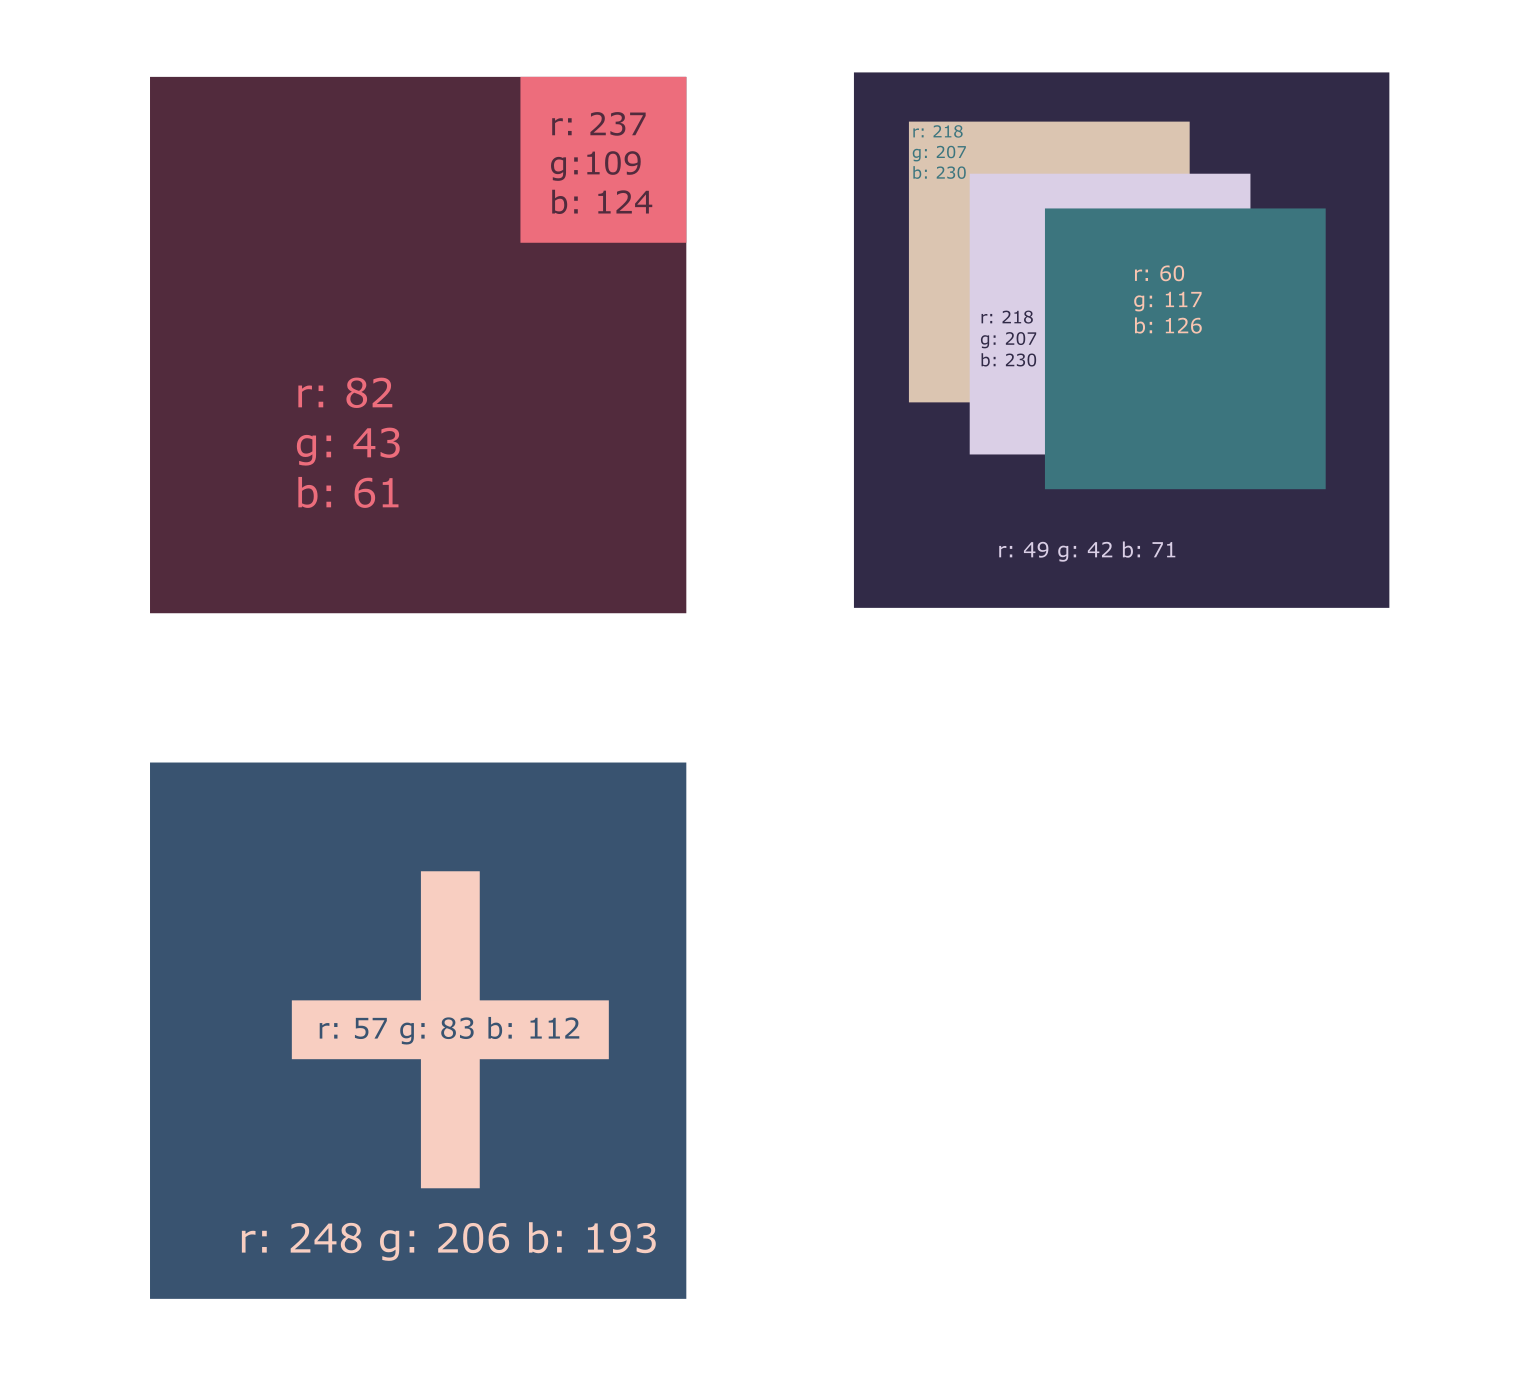 r: 237
g:109
b: 124
r: 82
g: 43
b: 61
r: 218
g: 207
b: 230
r: 218
g: 207
b: 230
r: 60
g: 117
b: 126
r: 49 g: 42 b: 71
r: 57 g: 83 b: 112
r: 248 g: 206 b: 193